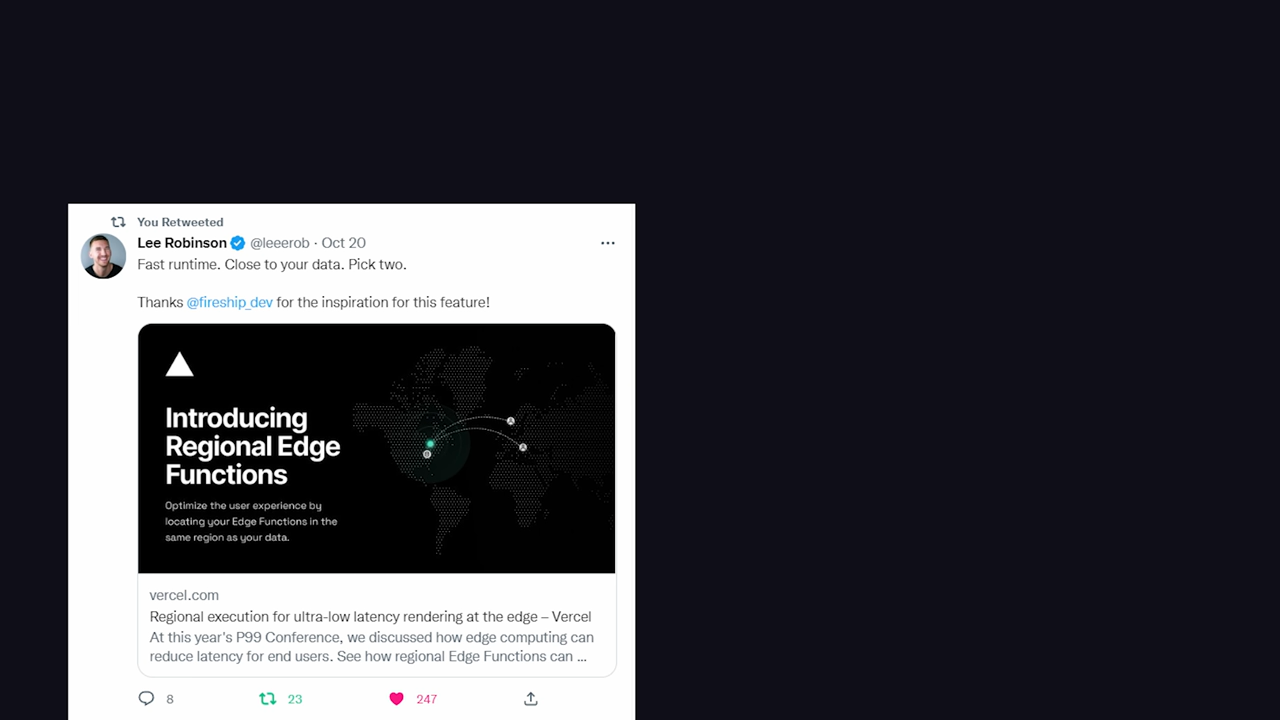 You Retweeted
Lee Robinson @leeerob · Oct 20
Fast runtime. Close to your data. Pick two.
Thanks @fireship_dev for the inspiration for this feature!
Introducing
Regional Edge
Functions
Optimize the user experience by
locating your Edge Functions in the
same region as your data.
vercel.com
Regional execution for ultra-low latency rendering at the edge – Vercel
At this year's P99 Conference, we discussed how edge computing can
reduce latency for end users. See how regional Edge Functions can ...
8 23 247